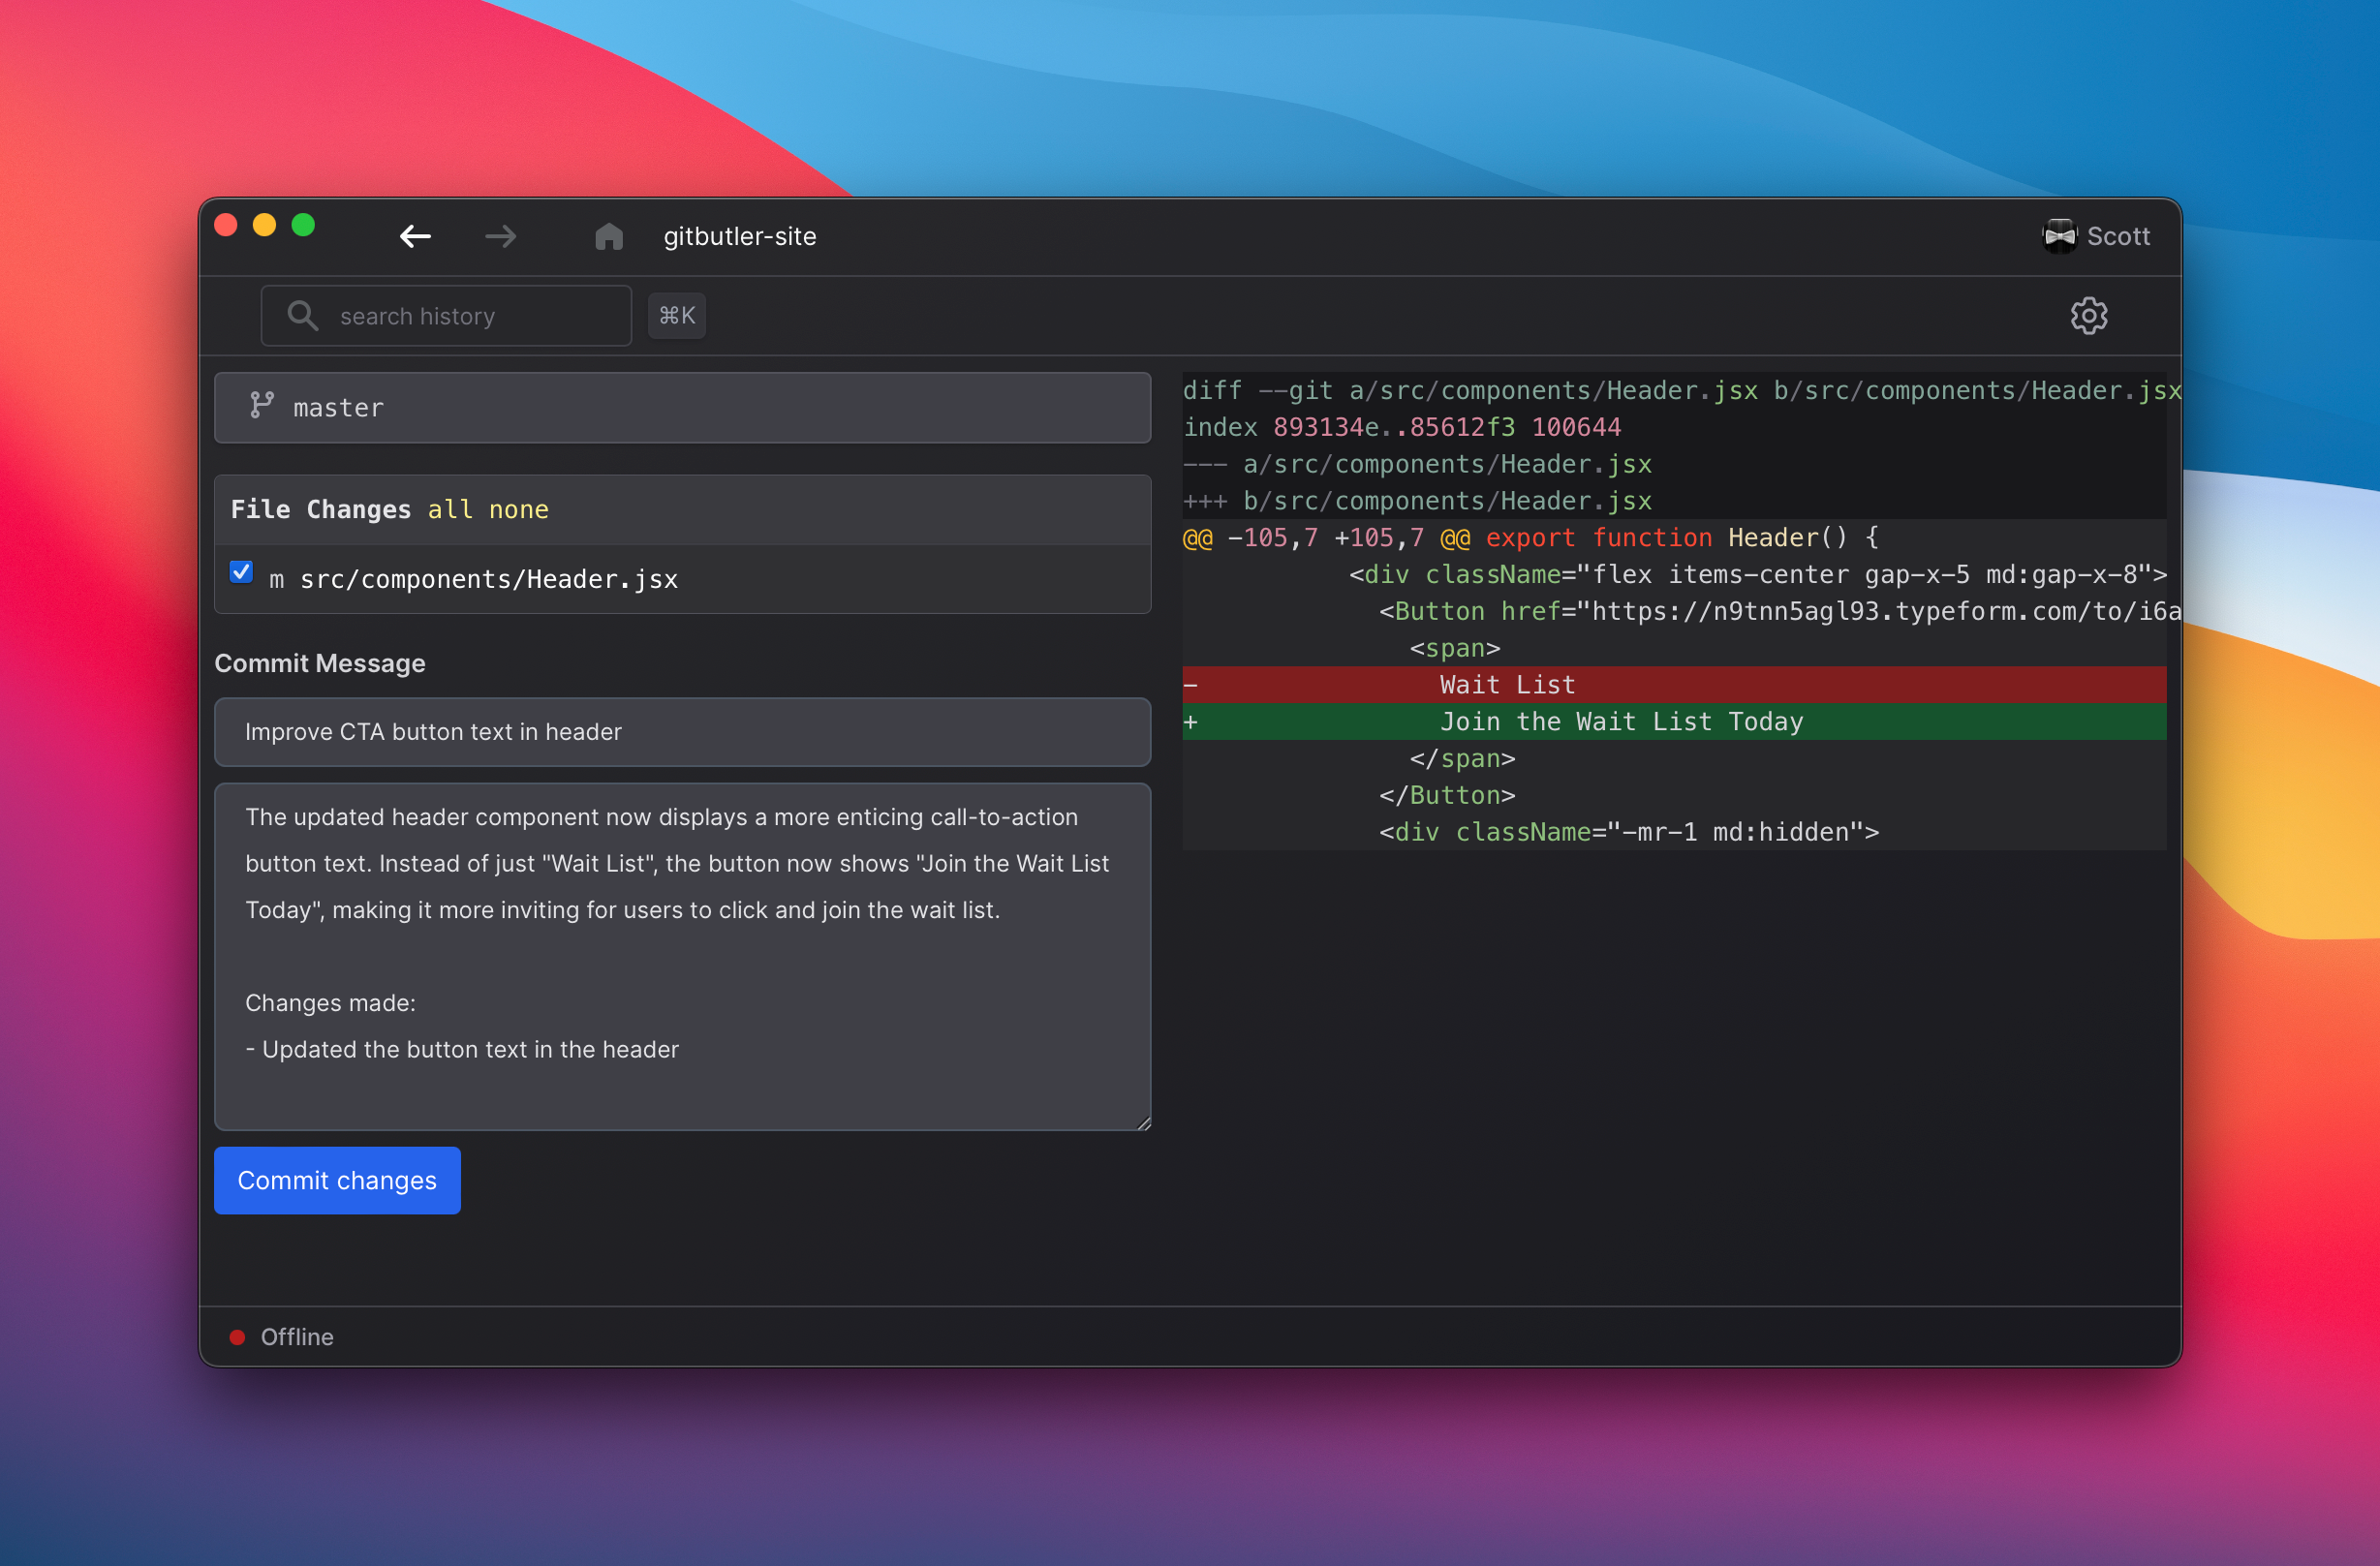 gitbutler-site
Scott
search history
⌘K
master
File Changes all none
m src/components/Header.jsx
Commit Message
Improve CTA button text in header
The updated header component now displays a more enticing call-to-action
button text. Instead of just "Wait List", the button now shows "Join the Wait List
Today", making it more inviting for users to click and join the wait list.
Changes made:
- Updated the button text in the header
Commit changes
diff --git a/src/components/Header.jsx b/src/components/Header.jsx
index 893134e..85612f3 100644
--- a/src/components/Header.jsx
+++ b/src/components/Header.jsx
@@ -105,7 +105,7 @@ export function Header() {
<div className="flex items-center gap-x-5 md:gap-x-8">
<Button href="https://n9tnn5agl93.typeform.com/to/i6a
<span>
- Wait List
+ Join the Wait List Today
</span>
</Button>
<div className="-mr-1 md:hidden">
Offline